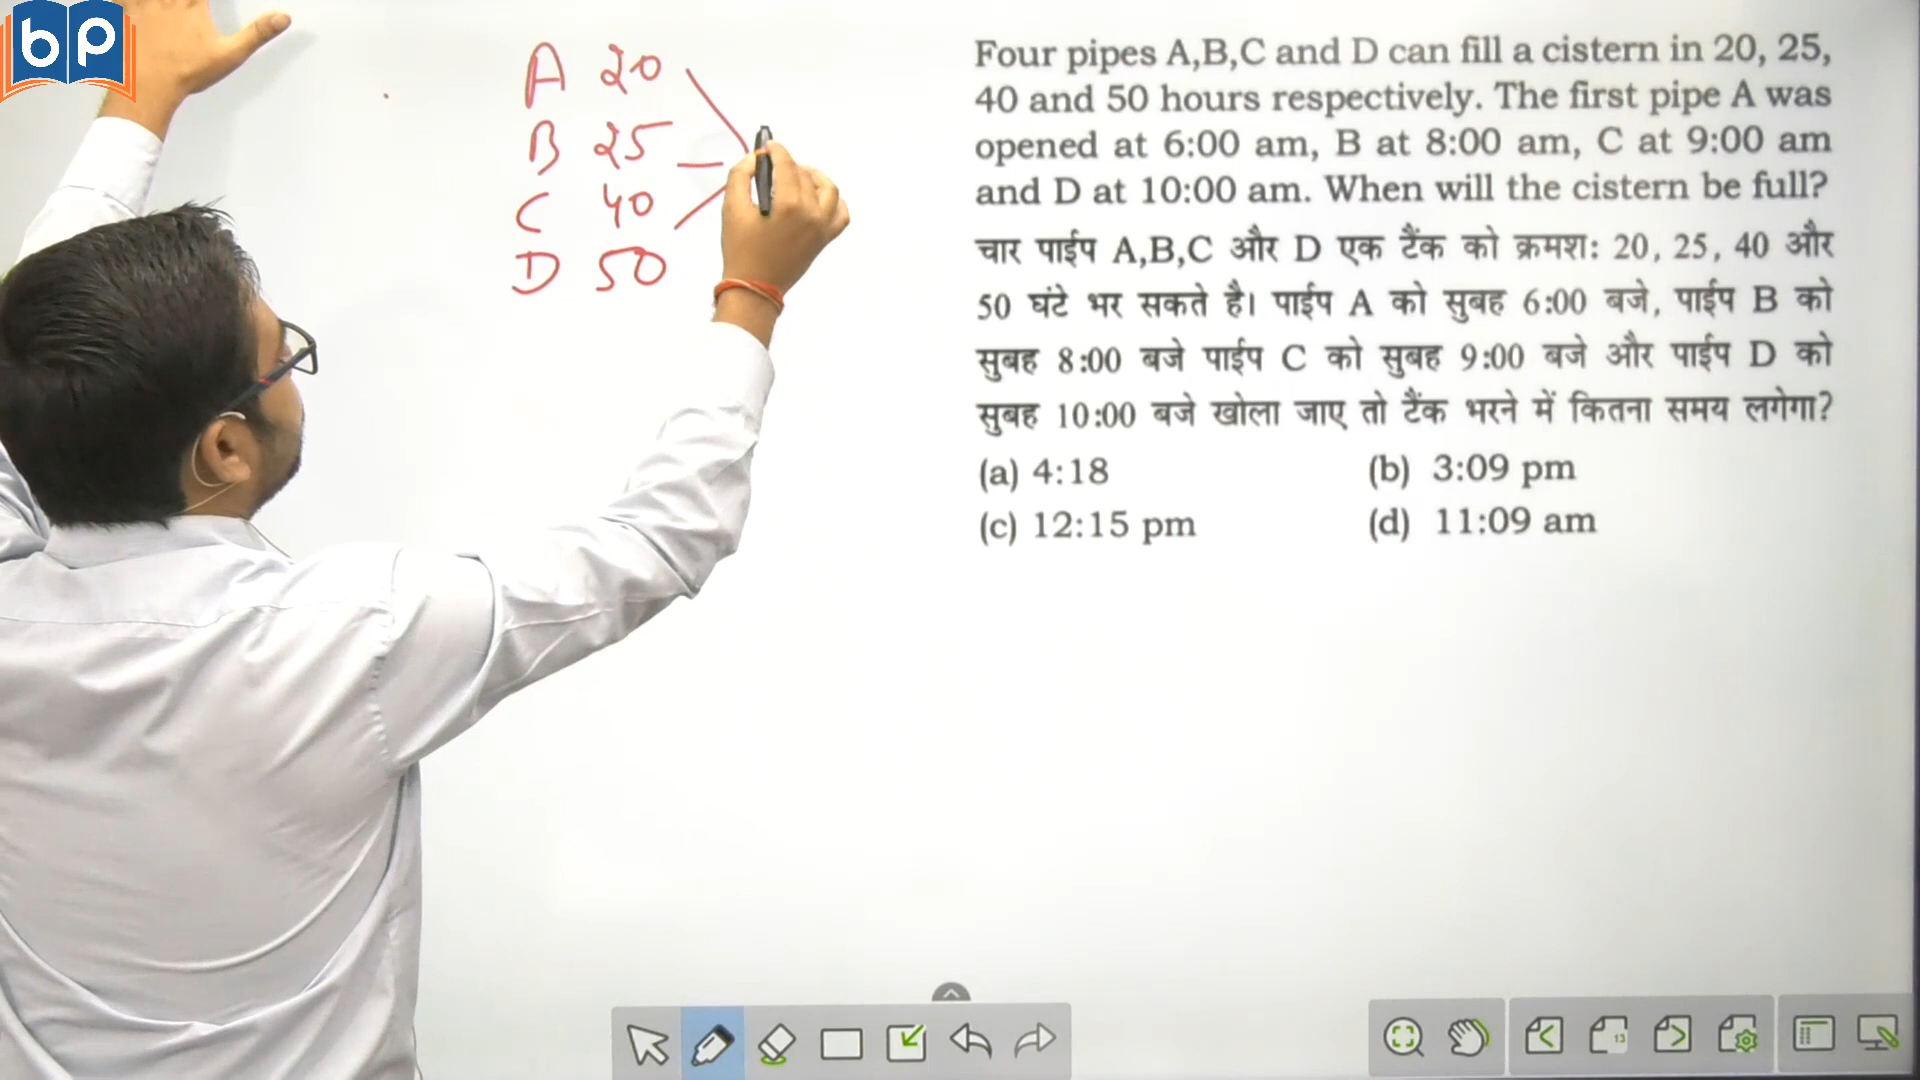 bp
A 20
B 25
C 40
D 50
Four pipes A,B,C and D can fill a cistern in 20, 25,
40 and 50 hours respectively. The first pipe A was
opened at 6:00 am, B at 8:00 am, C at 9:00 am
and D at 10:00 am. When will the cistern be full?
चार पाईप A,B,C और D एक टैंक को क्रमश: 20, 25, 40 और
50 घंटे भर सकते है। पाईप A को सुबह 6:00 बजे, पाईप B को
सुबह 8:00 बजे पाईप C को सुबह 9:00 बजे और पाईप D को
सुबह 10:00 बजे खोला जाए तो टैंक भरने में कितना समय लगेगा?
(a) 4:18 (b) 3:09 pm
(c) 12:15 pm (d) 11:09 am
13